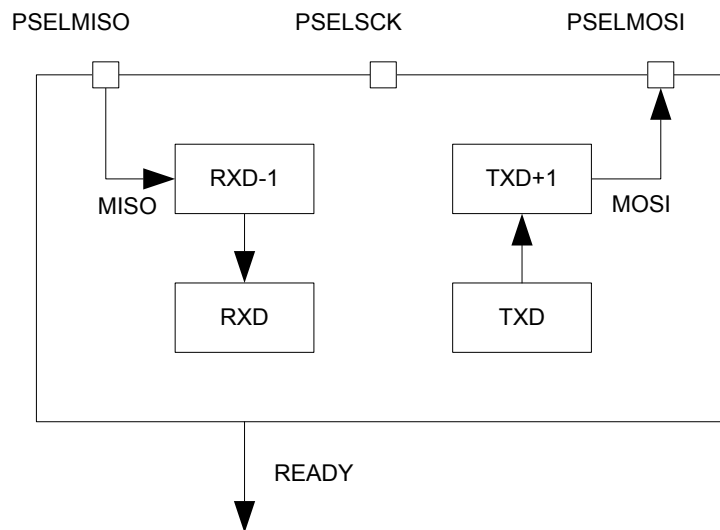 PSELMISO
PSELSCK
PSELMOSI
RXD-1
TXD+1
MISO
MOSI
RXD
TXD
READY